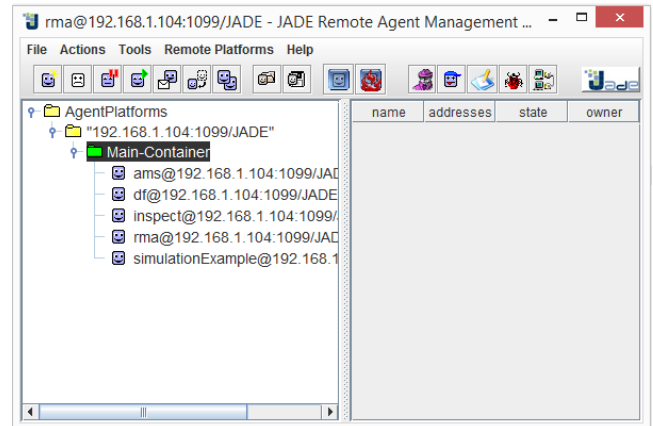 rma@192.168.1.104:1099/JADE - JADE Remote Agent Management ...
File Actions Tools Remote Platforms Help
Jade
AgentPlatforms
"192.168.1.104:1099/JADE"
Main-Container
ams@192.168.1.104:1099/JAD
df@192.168.1.104:1099/JADE
inspect@192.168.1.104:1099/
rma@192.168.1.104:1099/JAD
simulationExample@192.168.1
name addresses state owner